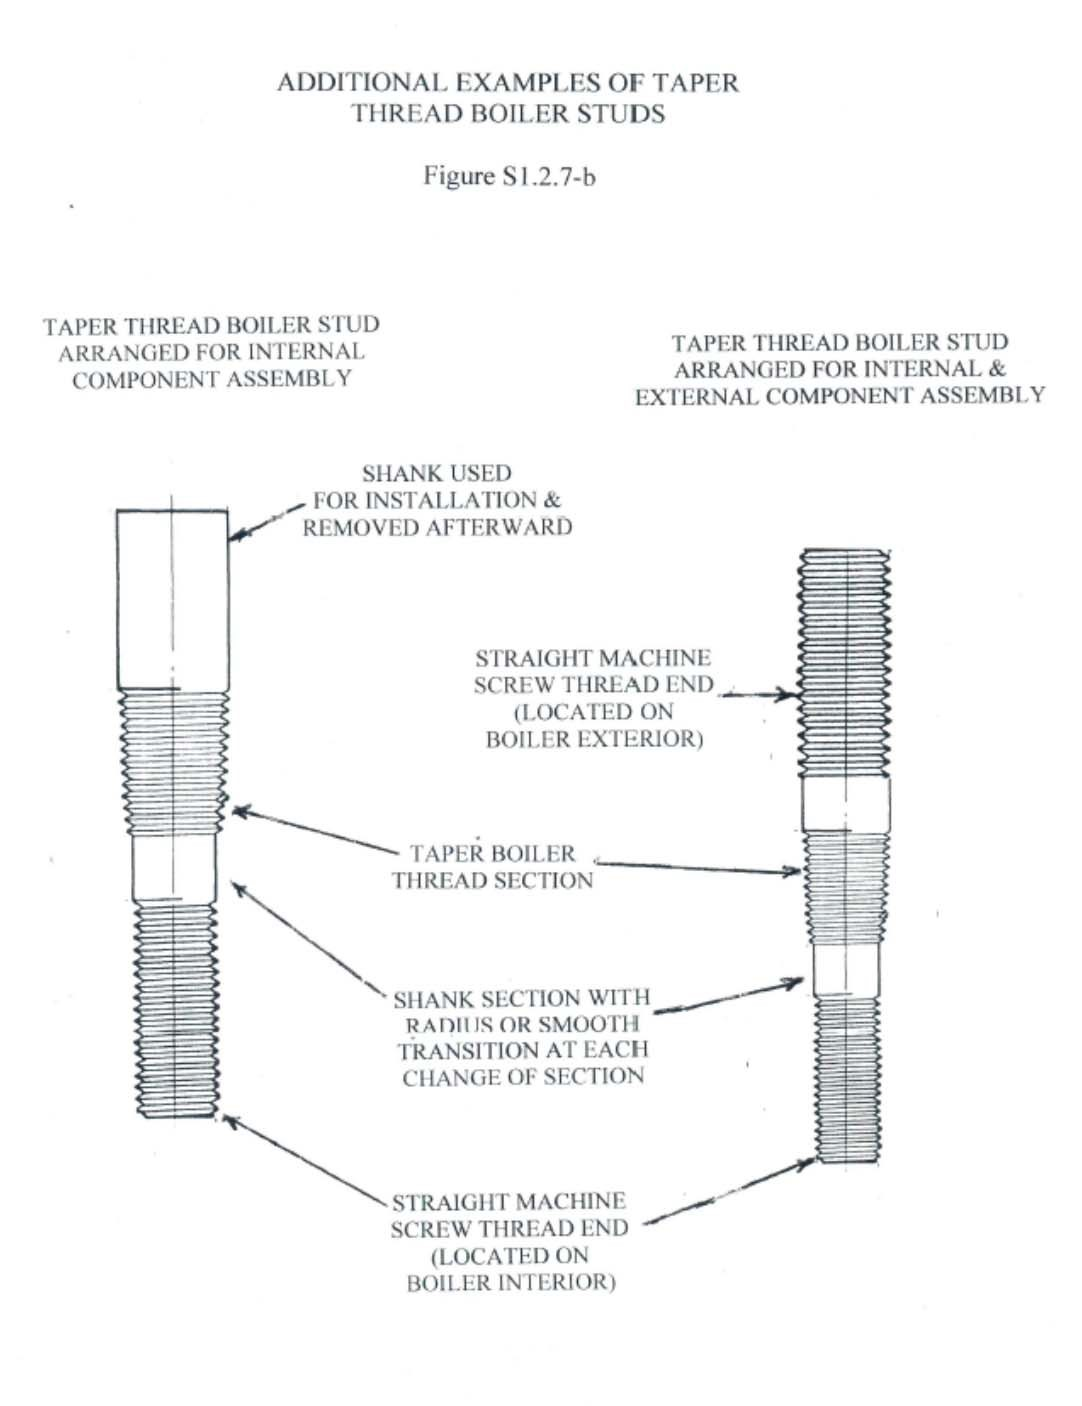 ADDITIONAL EXAMPLES OF TAPER
THREAD BOILER STUDS
Figure S1.2.7-b
TAPER THREAD BOILER STUD
ARRANGED FOR INTERNAL
COMPONENT ASSEMBLY
TAPER THREAD BOILER STUD
ARRANGED FOR INTERNAL &
EXTERNAL COMPONENT ASSEMBLY
SHANK USED
FOR INSTALLATION &
REMOVED AFTERWARD
STRAIGHT MACHINE
SCREW THREAD END
(LOCATED ON
BOILER EXTERIOR)
TAPER BOILER
THREAD SECTION
SHANK SECTION WITH
RADIUS OR SMOOTH
TRANSITION AT EACH
CHANGE OF SECTION
STRAIGHT MACHINE
SCREW THREAD END
(LOCATED ON
BOILER INTERIOR)